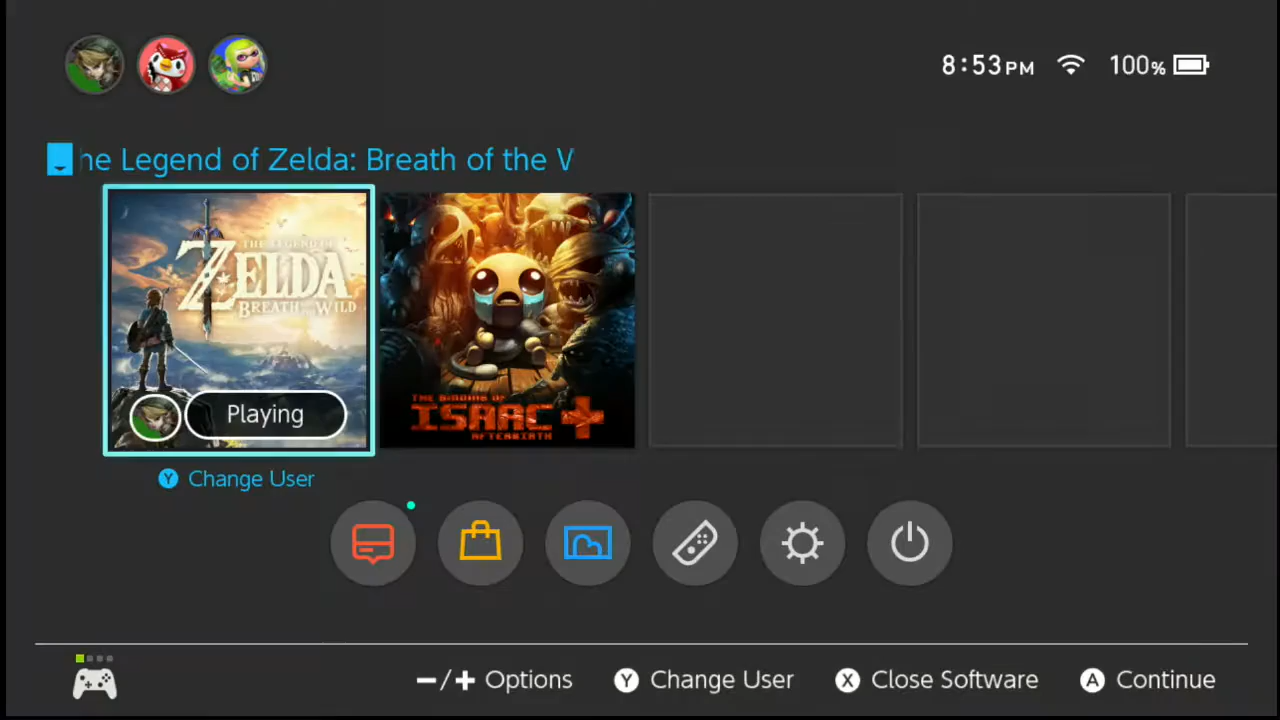 8:53PM 100%
he Legend of Zelda: Breath of the V
THE LEGEND OF
ZELDA
BREATH OF THE WILD
Playing
THE BINDING OF
ISAAC
AFTERBIRTH
Y Change User
−/+ Options Y Change User X Close Software A Continue